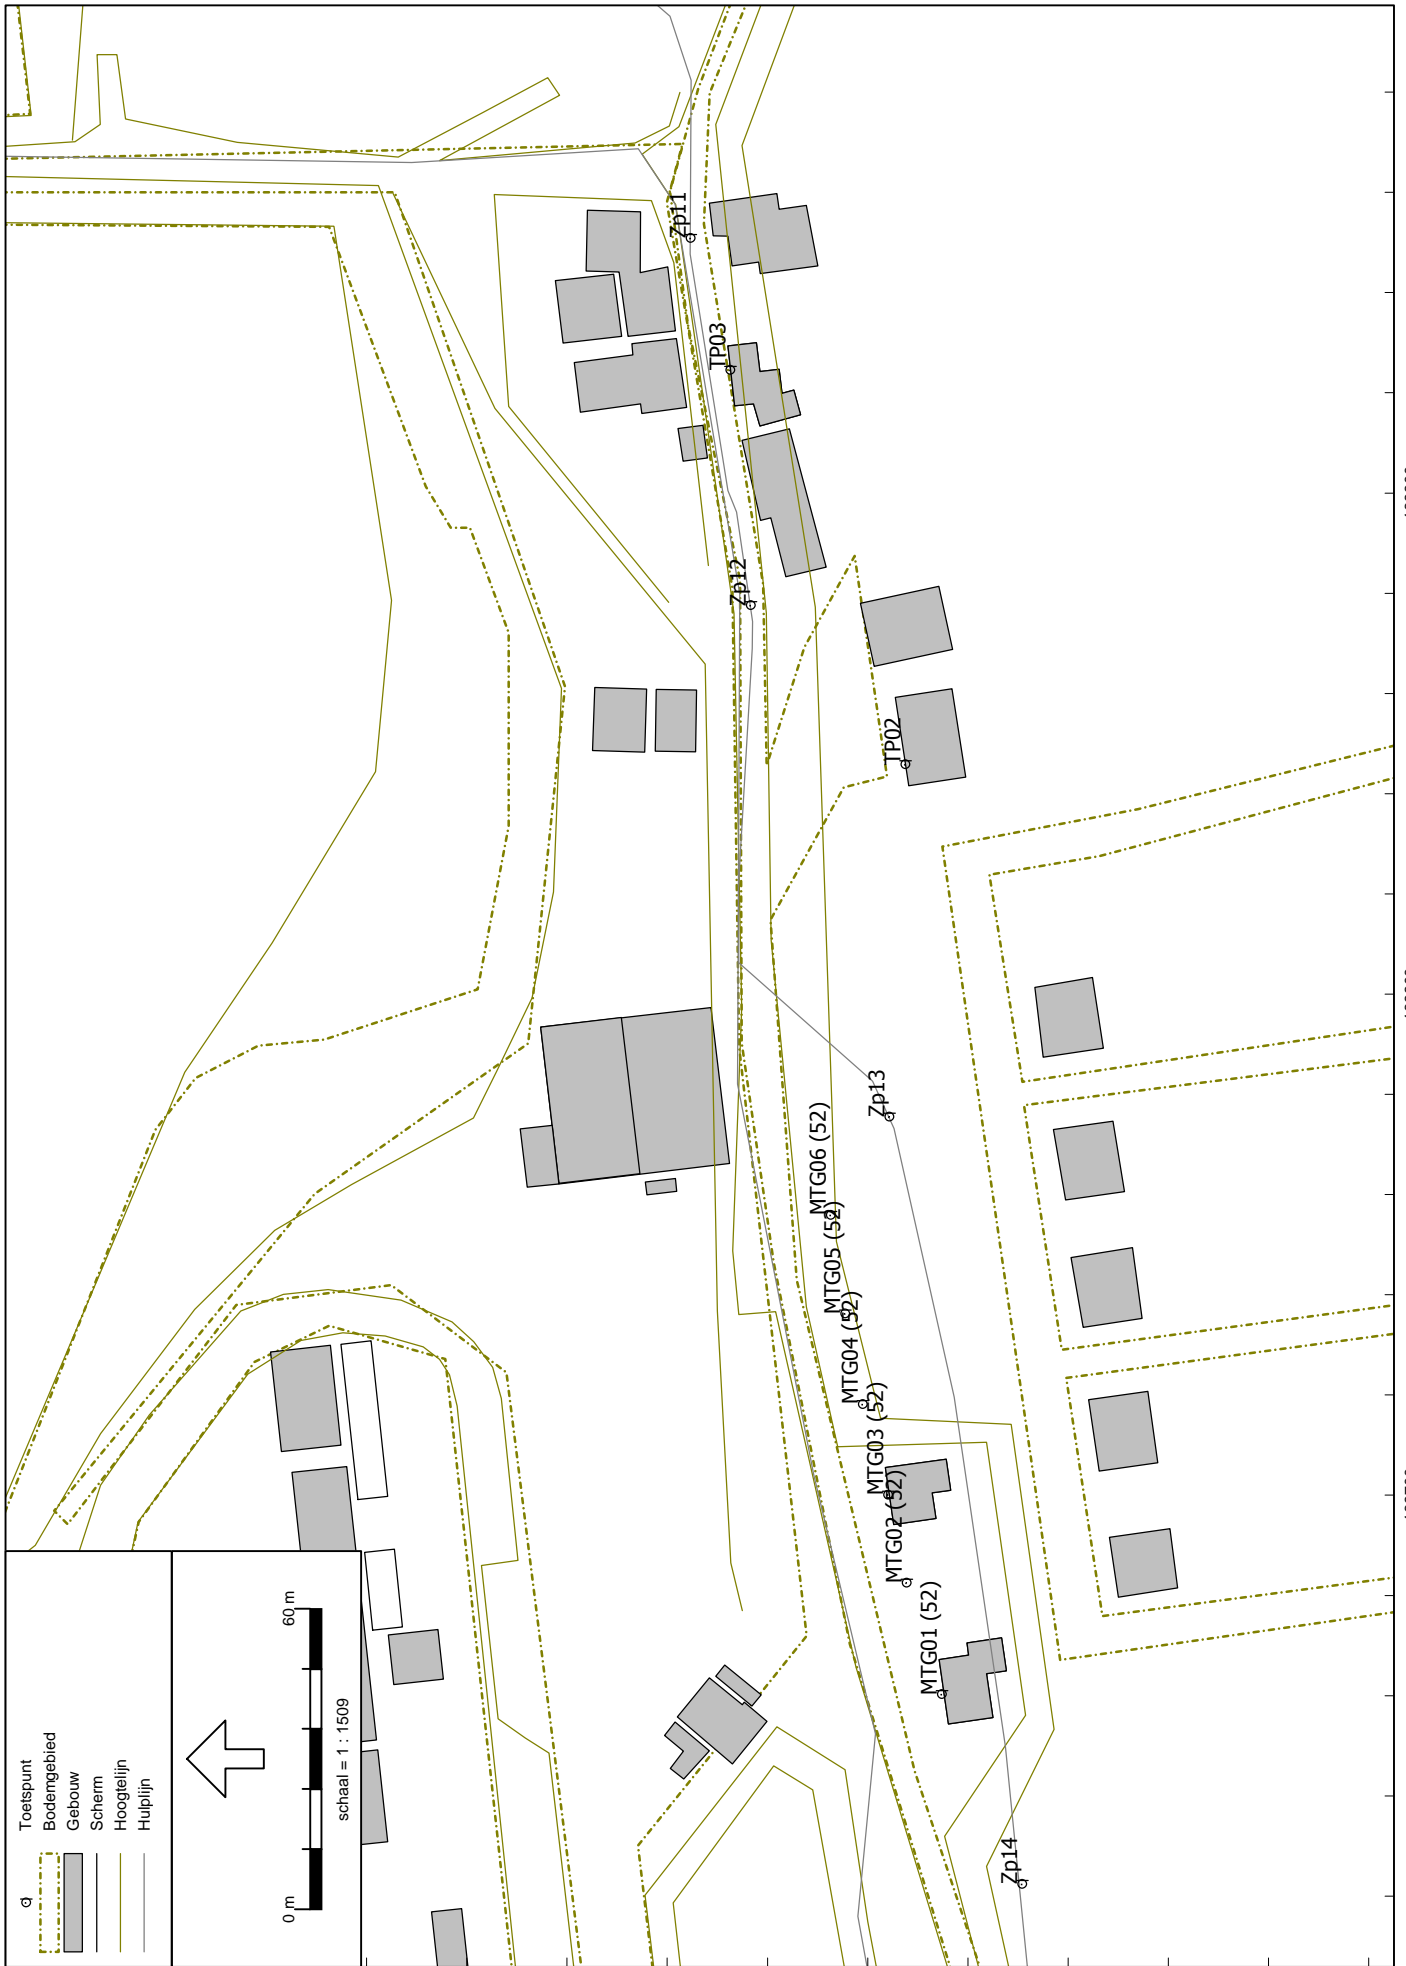 Toetspunt
Bodemgebied
Gebouw
Scherm
Hoogtelijn
Hulplijn
0 m
60 m
schaal = 1 : 1509
Zp14
MTG01 (52)
MTG02 (52)
MTG03 (52)
MTG04 (52)
MTG05 (52)
MTG06 (52)
Zp13
TP02
Zp12
TP03
Zp11